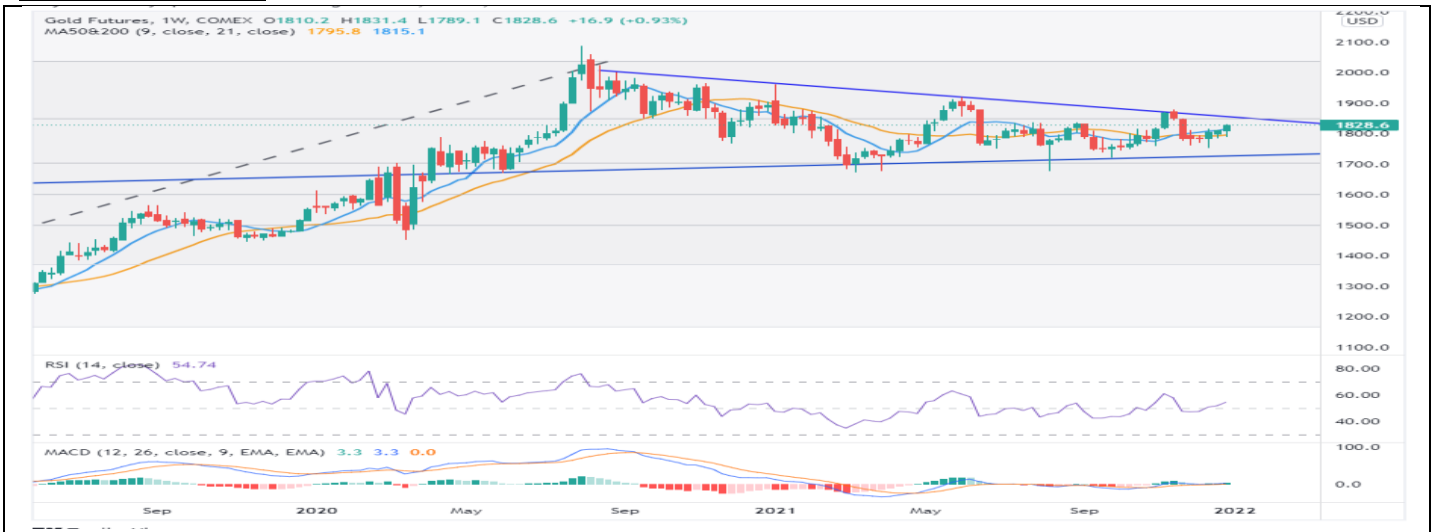 Gold Futures, 1W, COMEX O1810.2 H1831.4 L1789.1 C1828.6 +16.9 (+0.93%)
MA50&200 (9, close, 21, close) 1795.8 1815.1
USD
2100.0
2000.0
1900.0
1828.6
1800.0
1700.0
1600.0
1500.0
1400.0
1300.0
1200.0
1100.0
RSI (14, close) 54.74
80.00
60.00
40.00
MACD (12, 26, close, 9, EMA, EMA) 3.3 3.3 0.0
100.0
0.0
Sep 2020 May Sep 2021 May Sep 2022